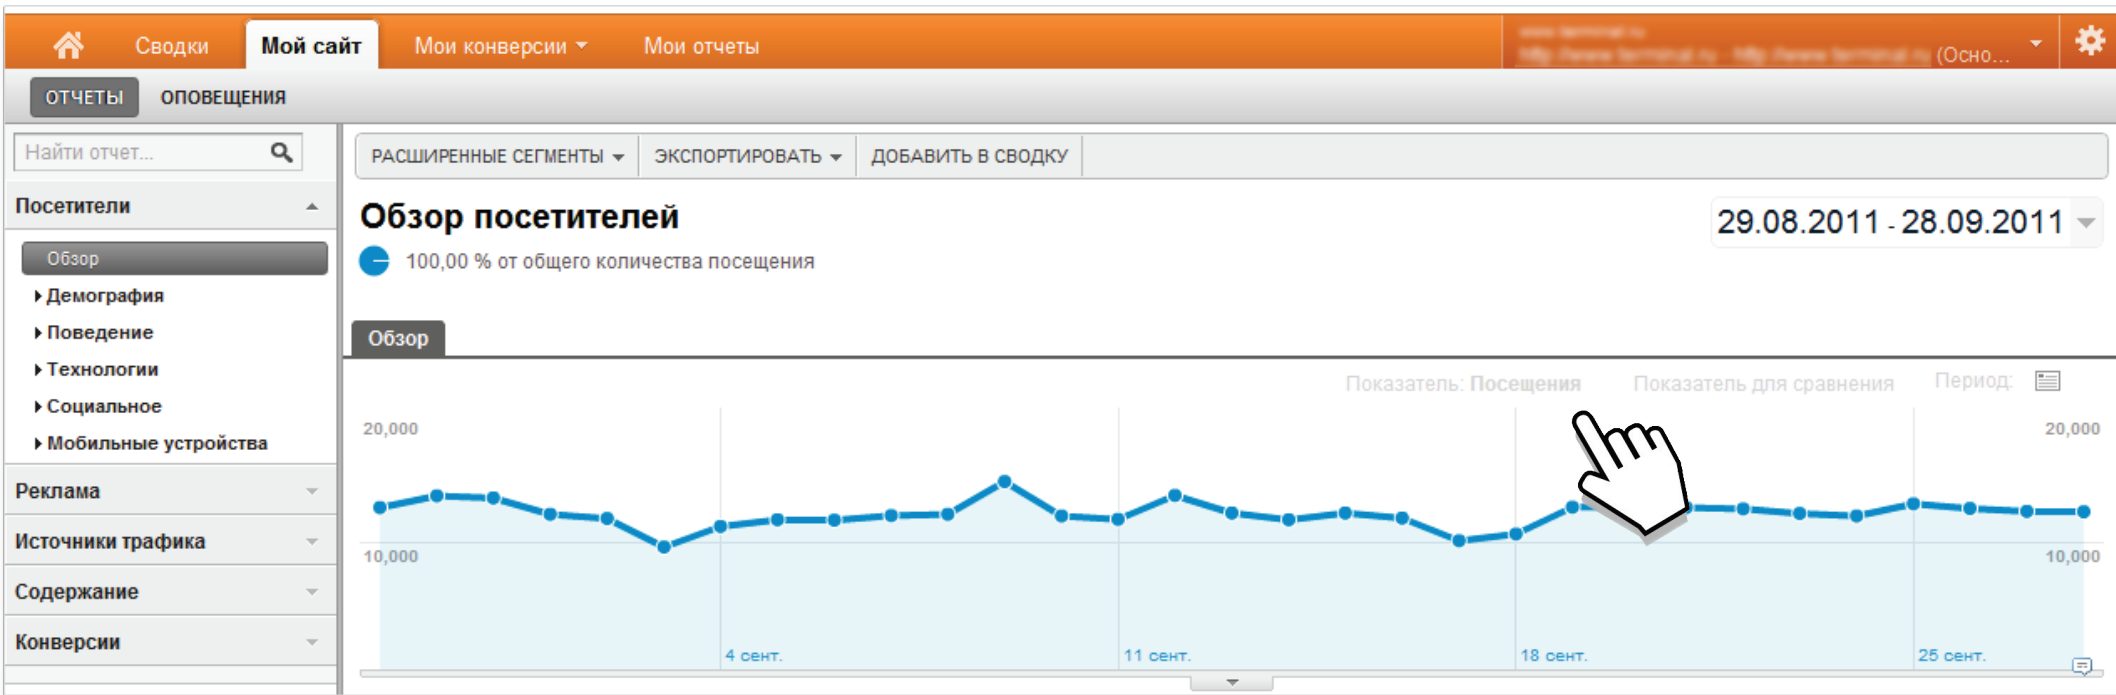 Сводки
Мой сайт
Мои конверсии
Мои отчеты
(Осно...
ОТЧЕТЫ
ОПОВЕЩЕНИЯ
Найти отчет...
РАСШИРЕННЫЕ СЕГМЕНТЫ
ЭКСПОРТИРОВАТЬ
ДОБАВИТЬ В СВОДКУ
Посетители
Обзор
Демография
Поведение
Технологии
Социальное
Мобильные устройства
Реклама
Источники трафика
Содержание
Конверсии
Обзор посетителей
29.08.2011 - 28.09.2011
100,00 % от общего количества посещения
Обзор
Показатель: Посещения
Показатель для сравнения
Период:
20,000
20,000
10,000
10,000
4 сент.
11 сент.
18 сент.
25 сент.